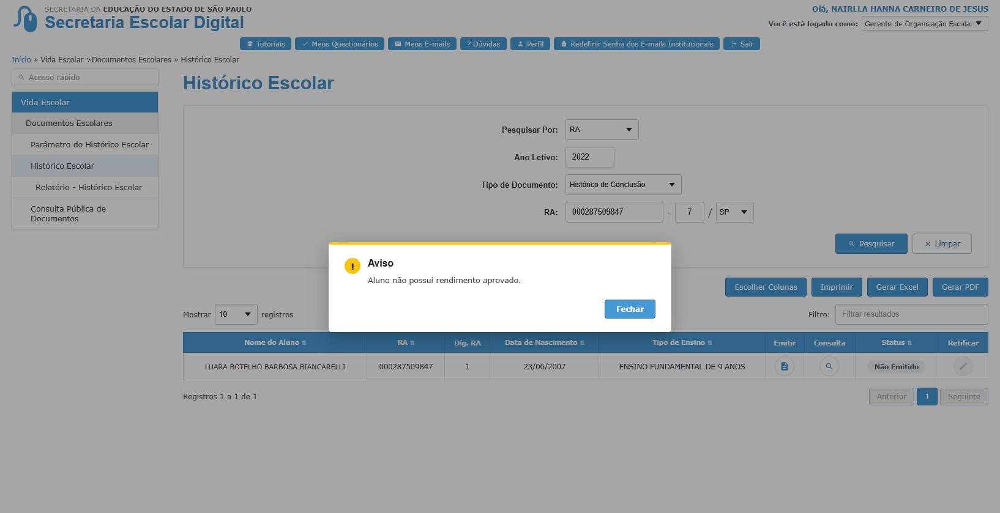 SECRETARIA DA EDUCAÇÃO DO ESTADO DE SÃO PAULO
Secretaria Escolar Digital
Olá, NAIRLLA HANNA CARNEIRO DE JESUS
Você está logado como: Gerente de Organização Escolar
Tutoriais Meus Questionários Meus E-mails ? Dúvidas Perfil Redefinir Senha dos E-mails Institucionais Sair
Início » Vida Escolar >Documentos Escolares » Histórico Escolar
Acesso rápido
Vida Escolar
Documentos Escolares
Parâmetro do Histórico Escolar
Histórico Escolar
Relatório - Histórico Escolar
Consulta Pública de
Documentos
Histórico Escolar
Pesquisar Por: RA
Ano Letivo: 2022
Tipo de Documento: Histórico de Conclusão
RA: 000287509847 - 7 / SP
Pesquisar Limpar
! Aviso
Aluno não possui rendimento aprovado.
Fechar
Escolher Colunas Imprimir Gerar Excel Gerar PDF
Mostrar 10 registros
Filtro: Filtrar resultados
Nome do Aluno RA Díg. RA Data de Nascimento Tipo de Ensino Emitir Consulta Status Retificar
LUARA BOTELHO BARBOSA BIANCARELLI 000287509847 1 23/06/2007 ENSINO FUNDAMENTAL DE 9 ANOS Não Emitido
Registros 1 a 1 de 1
Anterior 1 Seguinte